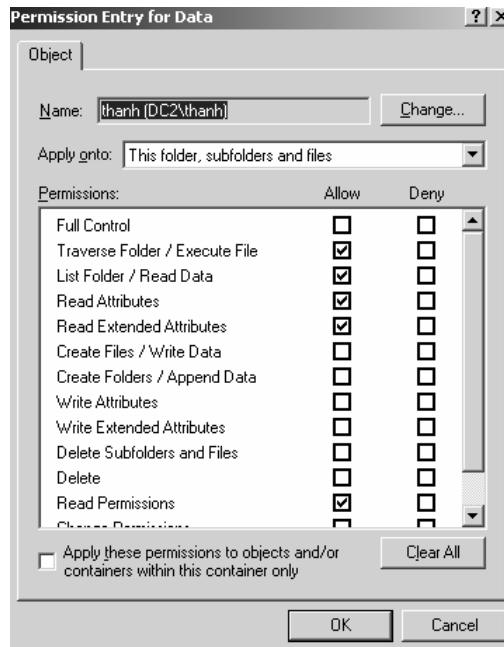 Permission Entry for Data
Object
Name: thanh (DC2\thanh) Change...
Apply onto: This folder, subfolders and files
Permissions: Allow Deny
Full Control
Traverse Folder / Execute File
List Folder / Read Data
Read Attributes
Read Extended Attributes
Create Files / Write Data
Create Folders / Append Data
Write Attributes
Write Extended Attributes
Delete Subfolders and Files
Delete
Read Permissions
Change Permissions
Apply these permissions to objects and/or
containers within this container only
Clear All
OK Cancel